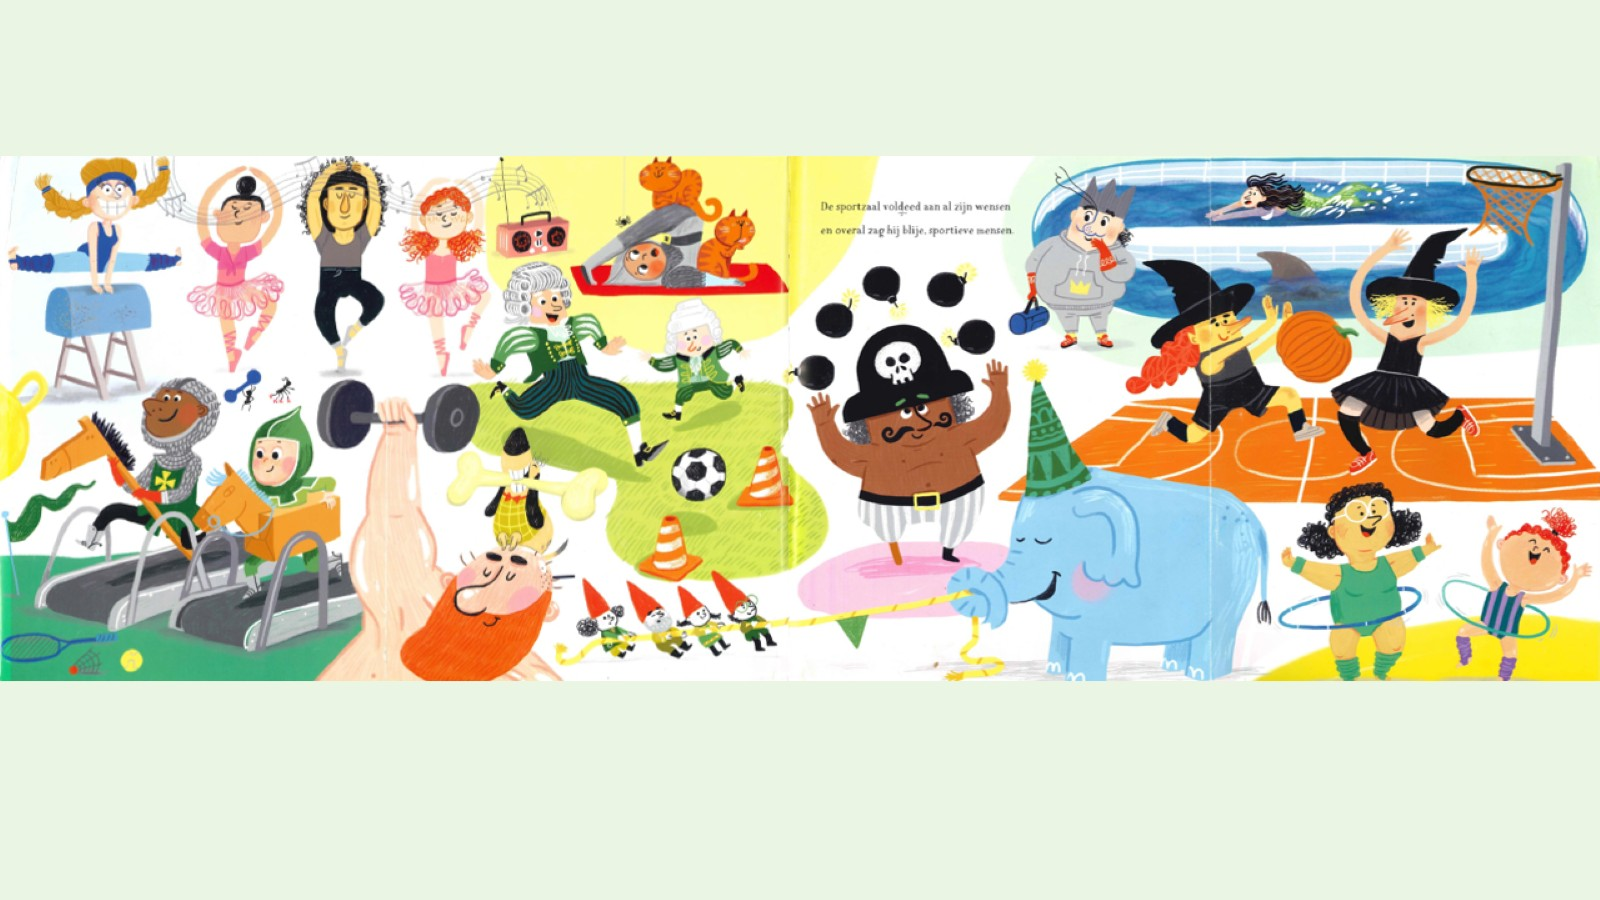 De sportzaal voldeed aan al zijn wensen
en overal zag hij blije, sportieve mensen.